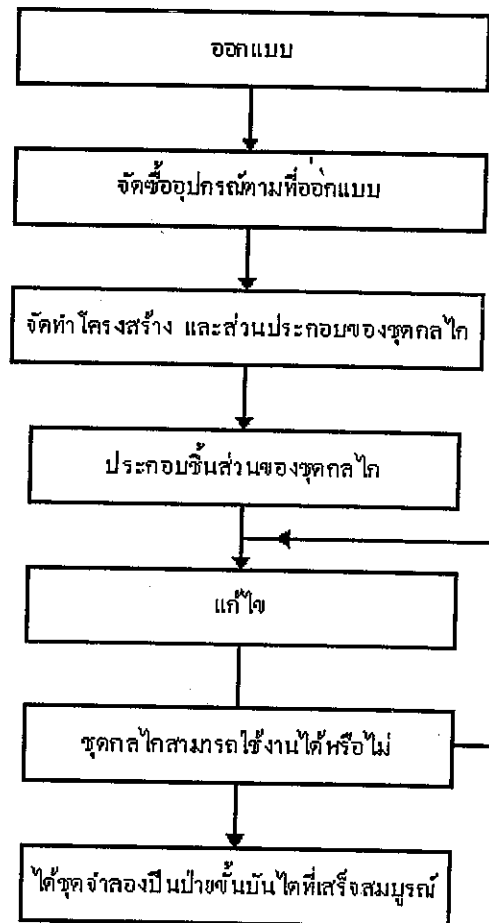 ออกแบบ
จัดซื้ออุปกรณ์ตามที่ออกแบบ
จัดทำโครงสร้าง และส่วนประกอบของชุดกลไก
ประกอบชิ้นส่วนของชุดกลไก
แก้ไข
ชุดกลไกสามารถใช้งานได้หรือไม่
ได้ชุดจำลองปีนป่ายขั้นบันไดที่เสร็จสมบูรณ์